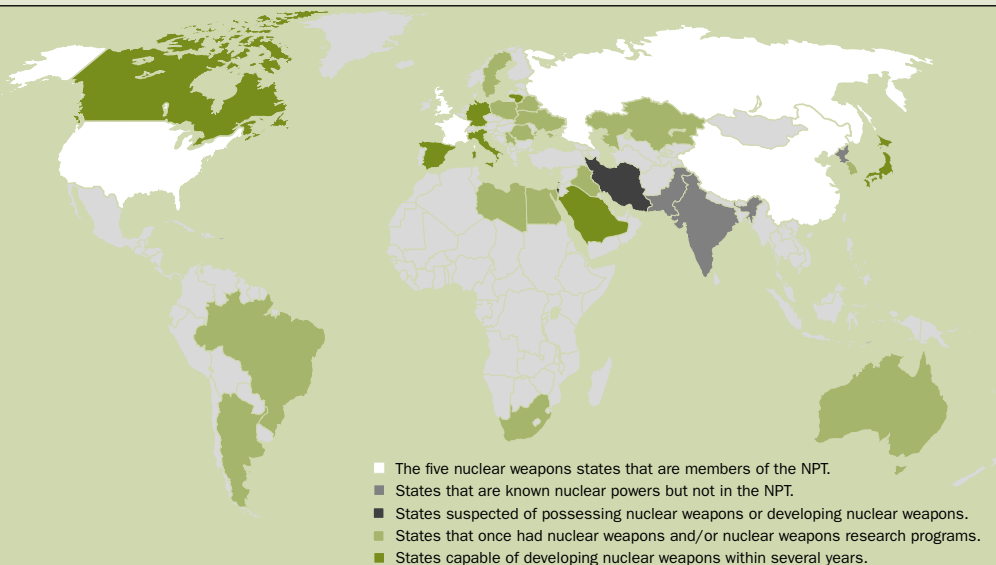 The five nuclear weapons states that are members of the NPT.
States that are known nuclear powers but not in the NPT.
States suspected of possessing nuclear weapons or developing nuclear weapons.
States that once had nuclear weapons and/or nuclear weapons research programs.
States capable of developing nuclear weapons within several years.